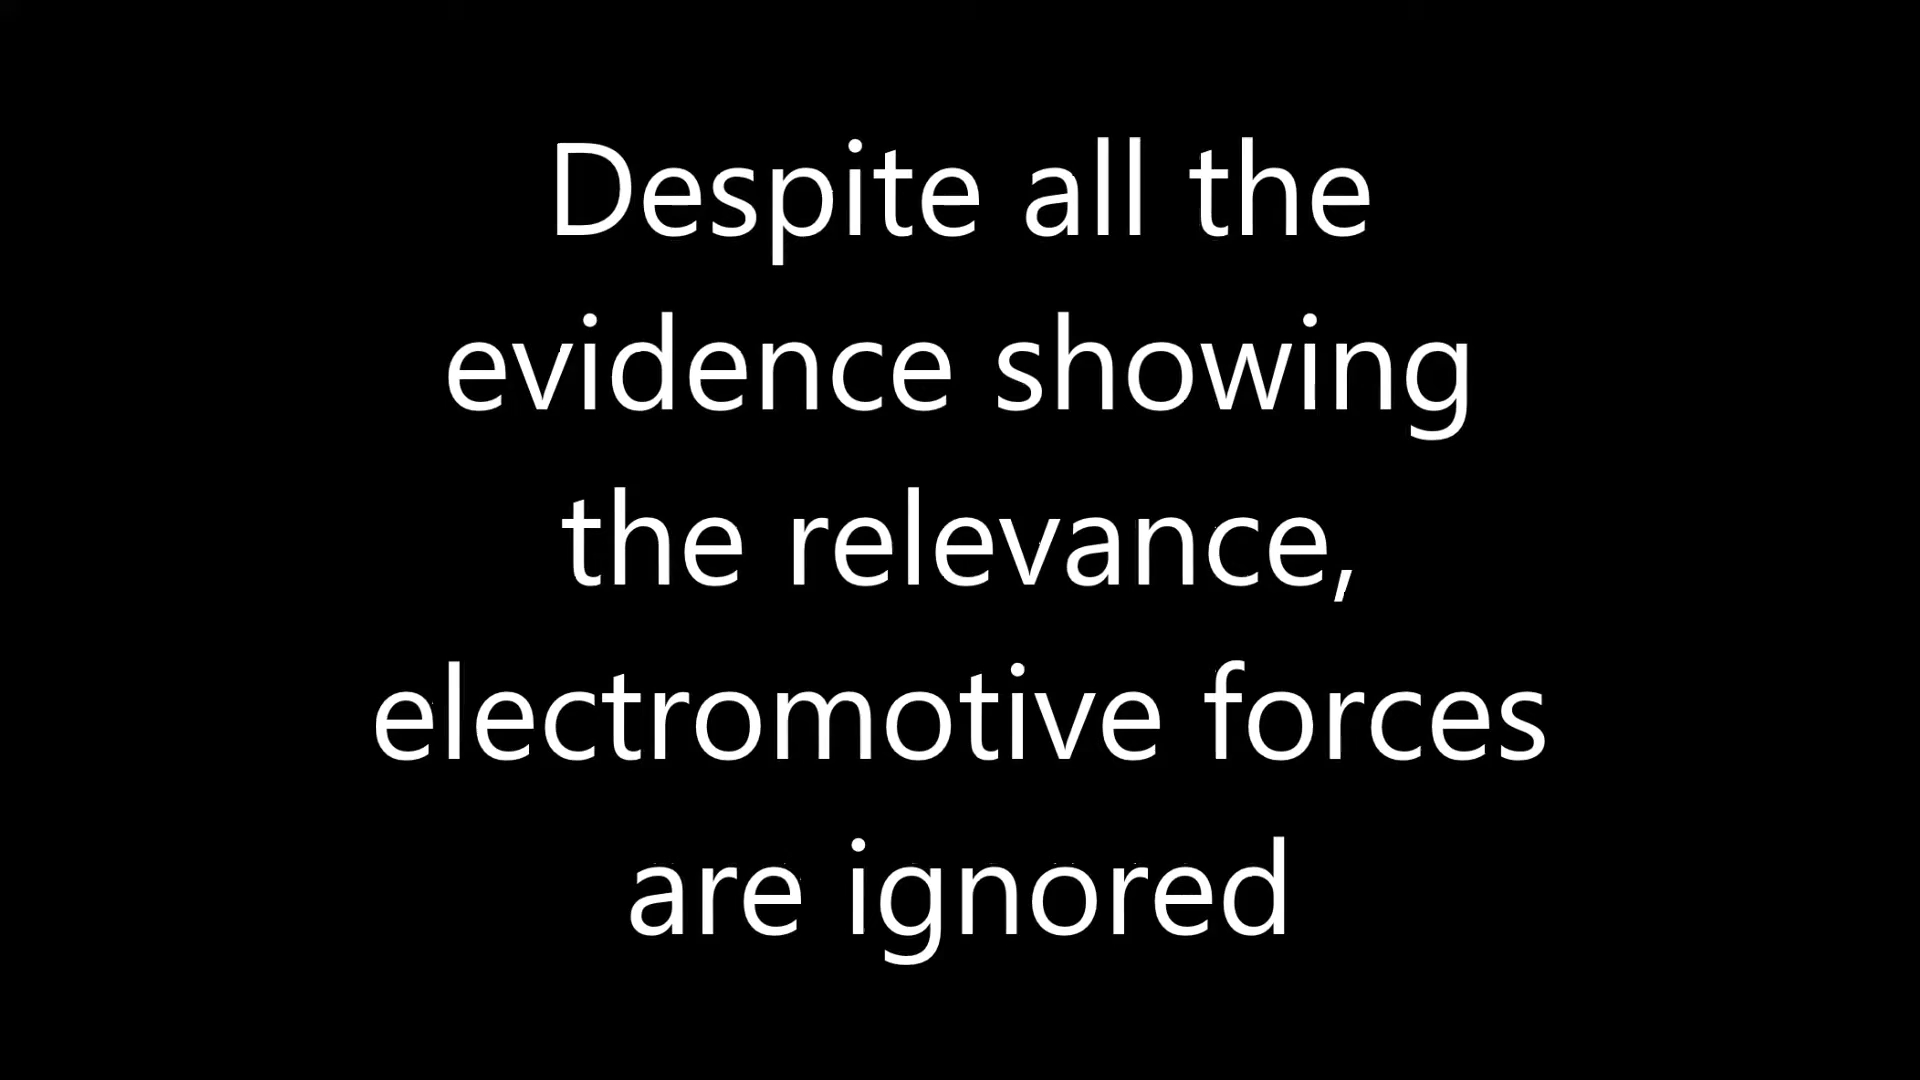 Despite all the
evidence showing
the relevance,
electromotive forces
are ignored